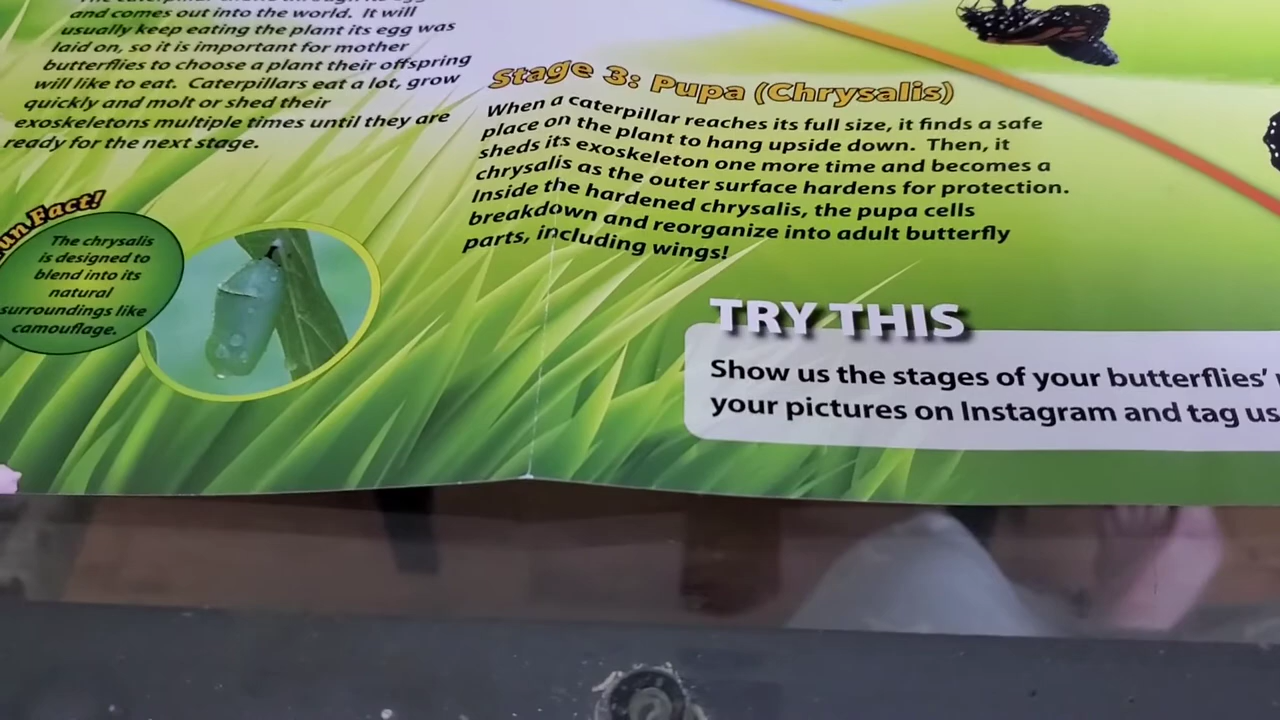 and comes out into the world. It will
usually keep eating the plant its egg was
laid on, so it is important for mother
butterflies to choose a plant their offspring
will like to eat. Caterpillars eat a lot, grow
quickly and molt or shed their
exoskeletons multiple times until they are
ready for the next stage.
Fun Fact!
The chrysalis
is designed to
blend into its
natural
surroundings like
camouflage.
Stage 3: Pupa (Chrysalis)
When a caterpillar reaches its full size, it finds a safe
place on the plant to hang upside down. Then, it
sheds its exoskeleton one more time and becomes a
chrysalis as the outer surface hardens for protection.
Inside the hardened chrysalis, the pupa cells
breakdown and reorganize into adult butterfly
parts, including wings!
TRY THIS
Show us the stages of your butterflies'
your pictures on Instagram and tag us